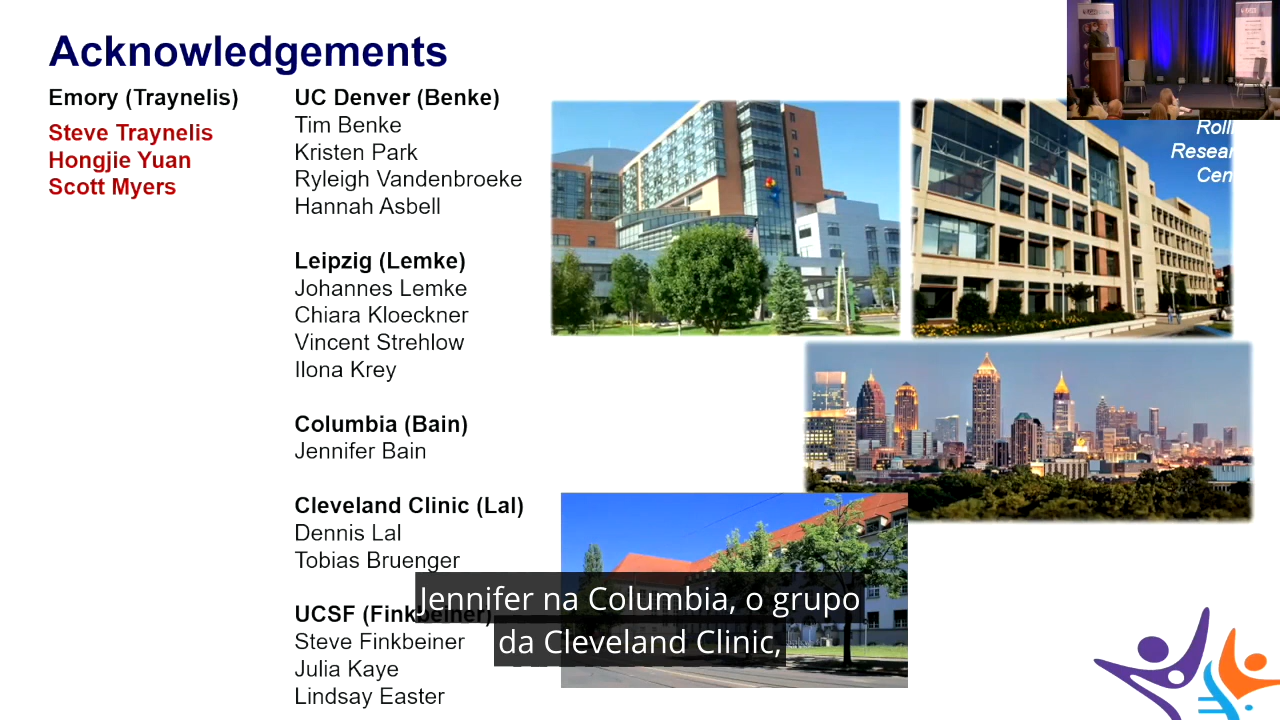 Acknowledgements
Emory (Traynelis)
Steve Traynelis
Hongjie Yuan
Scott Myers
UC Denver (Benke)
Tim Benke
Kristen Park
Ryleigh Vandenbroeke
Hannah Asbell
Leipzig (Lemke)
Johannes Lemke
Chiara Kloeckner
Vincent Strehlow
Ilona Krey
Columbia (Bain)
Jennifer Bain
Cleveland Clinic (Lal)
Dennis Lal
Tobias Bruenger
UCSF (Finkbeiner)
Steve Finkbeiner
Julia Kaye
Lindsay Easter
Jennifer na Columbia, o grupo
da Cleveland Clinic,